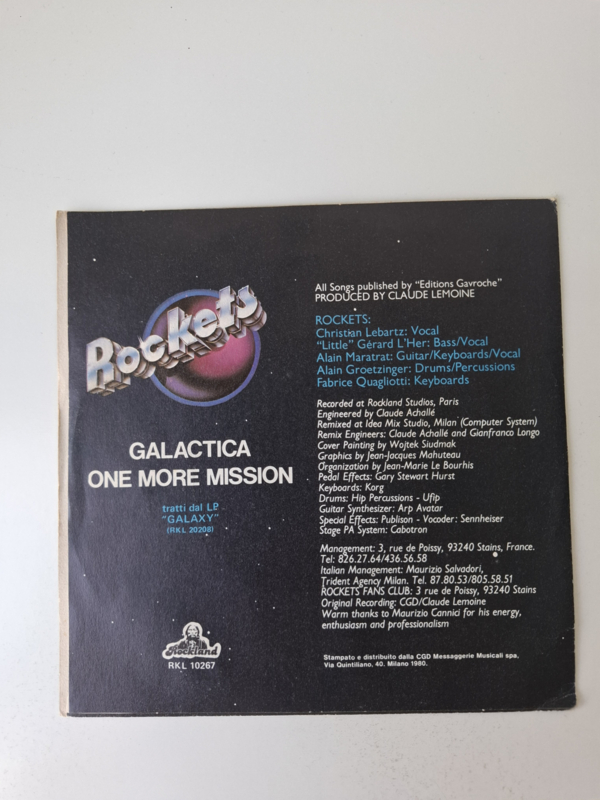 Rockets
GALACTICA
ONE MORE MISSION
tratti dal LP
"GALAXY"
(RKL 20208)
Rockland
RKL 10267
All Songs published by "Editions Gavroche"
PRODUCED BY CLAUDE LEMOINE
ROCKETS:
Christian Lebartz: Vocal
"Little" Gérard L'Her: Bass/Vocal
Alain Maratrat: Guitar/Keyboards/Vocal
Alain Groetzinger: Drums/Percussions
Fabrice Quagliotti: Keyboards
Recorded at Rockland Studios, Paris
Engineered by Claude Achallé
Remixed at Idea Mix Studio, Milan (Computer System)
Remix Engineers: Claude Achallé and Gianfranco Longo
Cover Painting by Wojtek Siudmak
Graphics by Jean-Jacques Mahuteau
Organization by Jean-Marie Le Bourhis
Pedal Effects: Gary Stewart Hurst
Keyboards: Korg
Drums: Hip Percussions - Ufip
Guitar Synthesizer: Arp Avatar
Special Effects: Publison - Vocoder: Sennheiser
Stage PA System: Cabotron
Management: 3, rue de Poissy, 93240 Stains, France.
Tel: 826.27.64/436.56.58
Italian Management: Maurizio Salvadori,
Trident Agency Milan. Tel. 87.80.53/805.58.51
ROCKETS FANS CLUB: 3 rue de Poissy, 93240 Stains
Original Recording: CGD/Claude Lemoine
Warm thanks to Maurizio Cannici for his energy,
enthusiasm and professionalism
Stampato e distribuito dalla CGD Messaggerie Musicali spa,
Via Quintiliano, 40, Milano 1980.